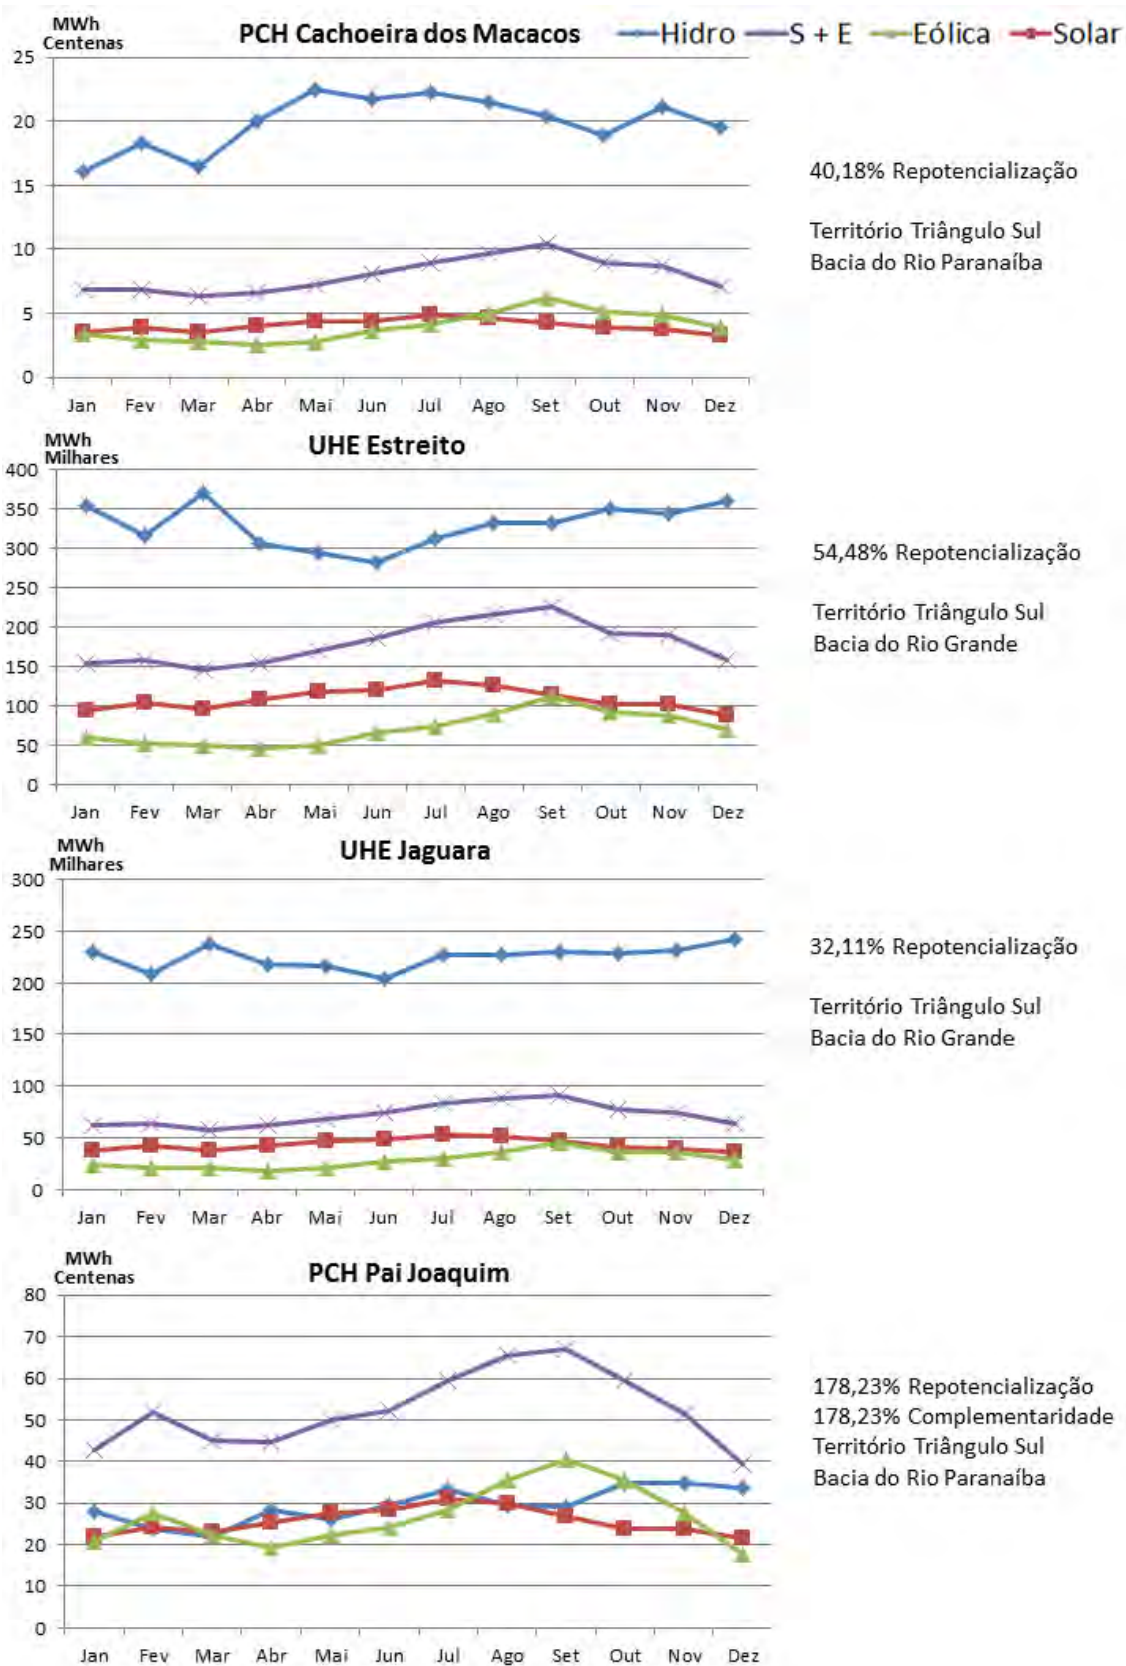 MWh
Centenas
PCH Cachoeira dos Macacos
Hidro S + E Eólica Solar
25
20
15
10
5
0
Jan Fev Mar Abr Mai Jun Jul Ago Set Out Nov Dez
40,18% Repotencialização
Território Triângulo Sul
Bacia do Rio Paranaíba
MWh
Milhares
UHE Estreito
400
350
300
250
200
150
100
50
0
Jan Fev Mar Abr Mai Jun Jul Ago Set Out Nov Dez
54,48% Repotencialização
Território Triângulo Sul
Bacia do Rio Grande
MWh
Milhares
UHE Jaguara
300
250
200
150
100
50
0
Jan Fev Mar Abr Mai Jun Jul Ago Set Out Nov Dez
32,11% Repotencialização
Território Triângulo Sul
Bacia do Rio Grande
MWh
Centenas
PCH Pai Joaquim
80
70
60
50
40
30
20
10
0
Jan Fev Mar Abr Mai Jun Jul Ago Set Out Nov Dez
178,23% Repotencialização
178,23% Complementaridade
Território Triângulo Sul
Bacia do Rio Paranaíba